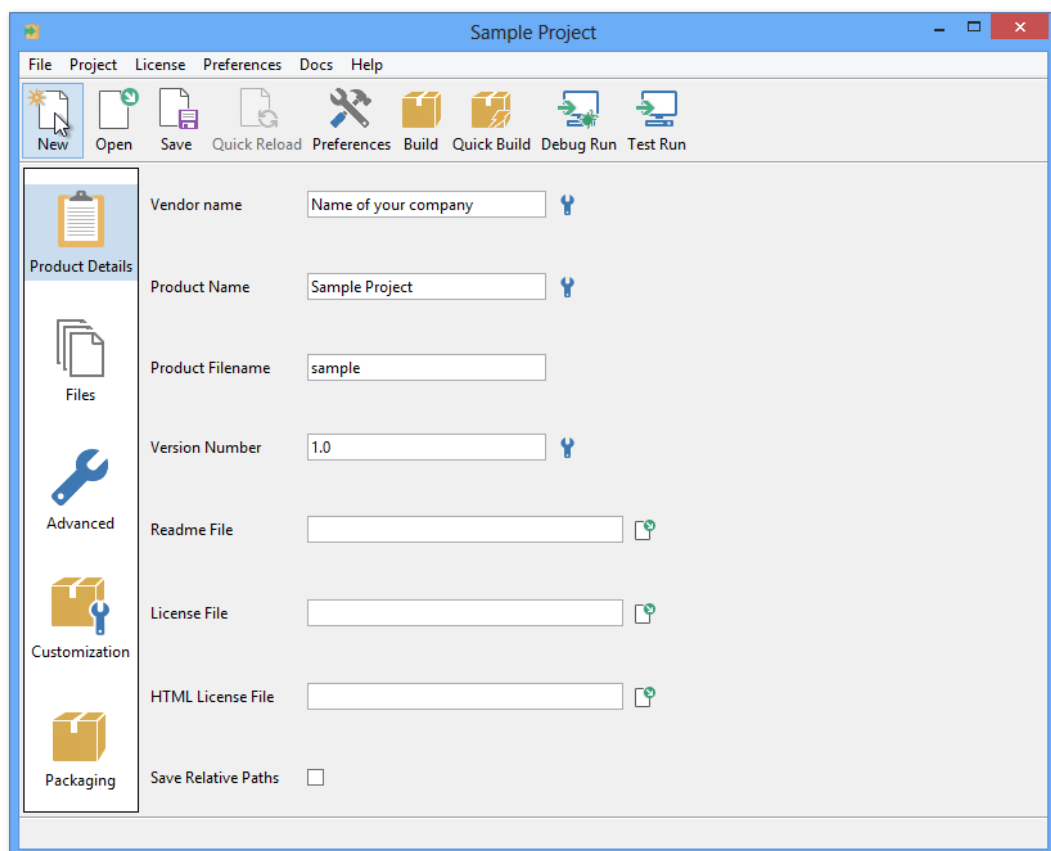 Sample Project
File Project License Preferences Docs Help
New Open Save Quick Reload Preferences Build Quick Build Debug Run Test Run
Product Details
Files
Advanced
Customization
Packaging
Vendor name Name of your company
Product Name Sample Project
Product Filename sample
Version Number 1.0
Readme File
License File
HTML License File
Save Relative Paths